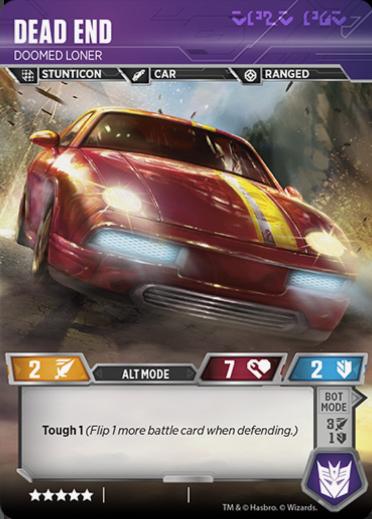 DEAD END
DOOMED LONER
STUNTICON CAR RANGED
2 ALT MODE 7 2
Tough 1 (Flip 1 more battle card when defending.)
BOT
MODE
3
1
TM & © Hasbro. © Wizards.